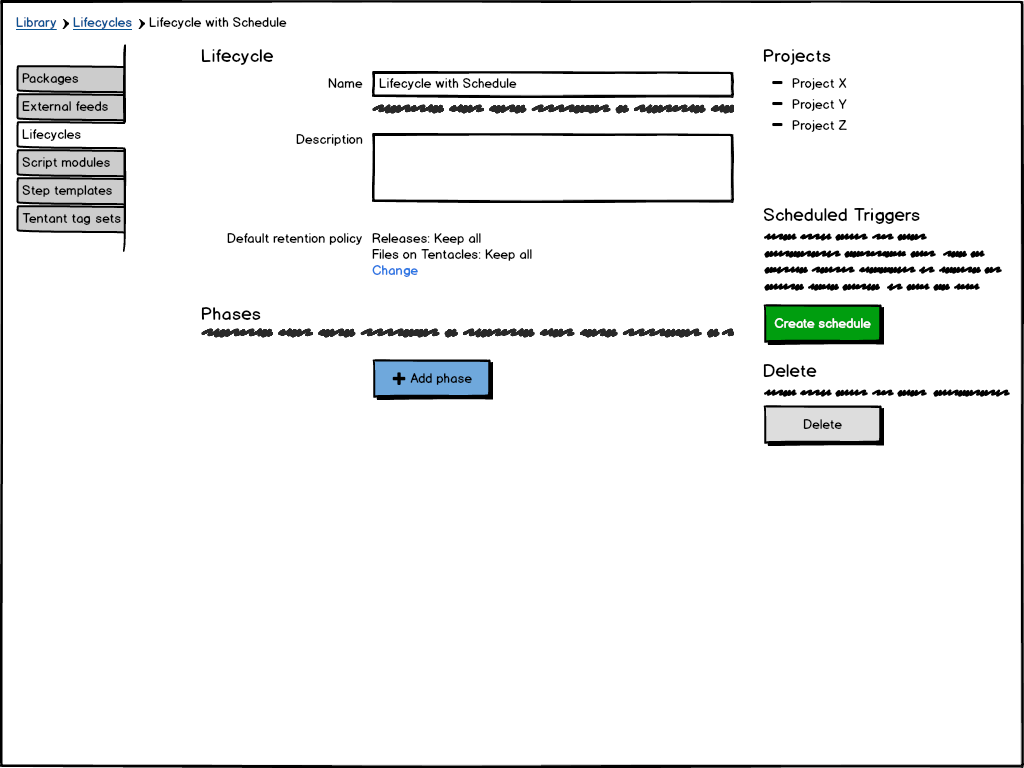 Library > Lifecycles > Lifecycle with Schedule
Packages
External feeds
Lifecycles
Script modules
Step templates
Tentant tag sets
Lifecycle
Name
Lifecycle with Schedule
Description
Default retention policy
Releases: Keep all
Files on Tentacles: Keep all
Change
Phases
+ Add phase
Projects
- Project X
- Project Y
- Project Z
Scheduled Triggers
Create schedule
Delete
Delete